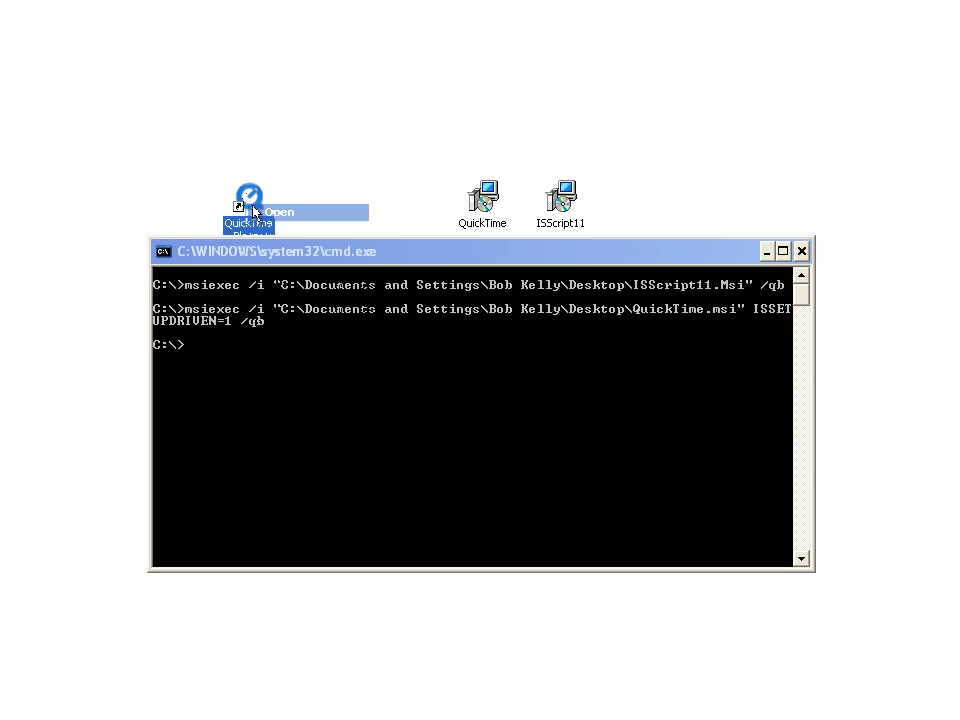 Open
QuickTime
QuickTime
ISScript11
C:\WINDOWS\system32\cmd.exe
C:\>msiexec /i "C:\Documents and Settings\Bob Kelly\Desktop\ISScript11.Msi" /qb
C:\>msiexec /i "C:\Documents and Settings\Bob Kelly\Desktop\QuickTime.msi" ISSET
UPDRIVEN=1 /qb
C:\>